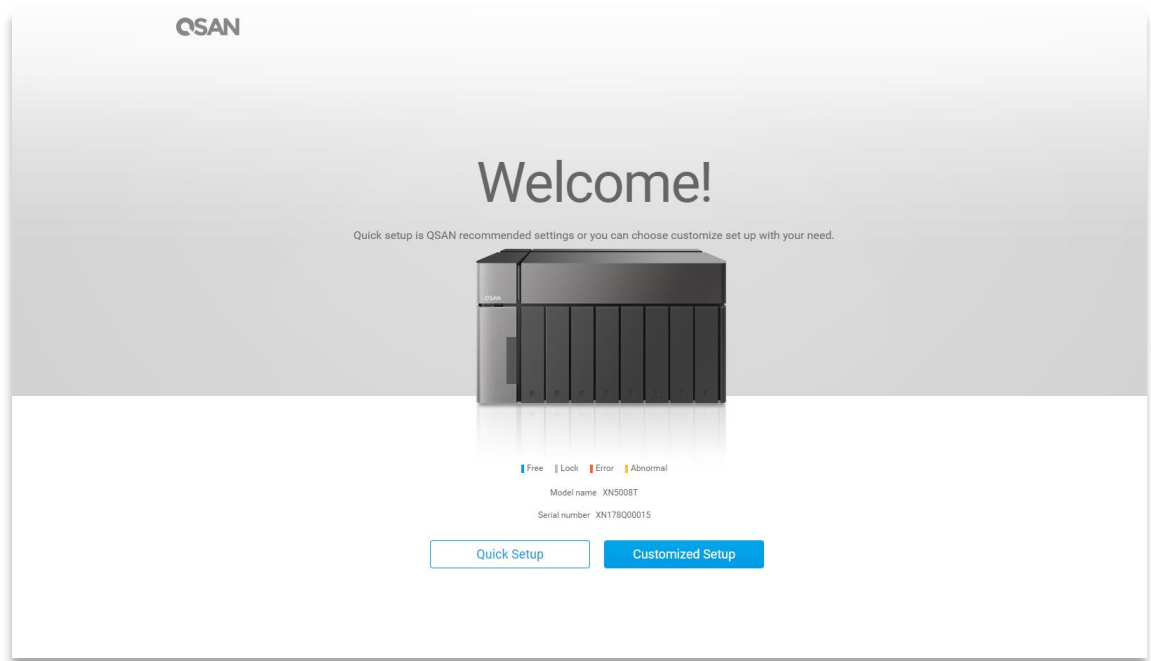 QSAN
Welcome!
Quick setup is QSAN recommended settings or you can choose customize set up with your need.
QSAN
Free Lock Error Abnormal
Model name XN5008T
Serial number XN178Q00015
Quick Setup Customized Setup